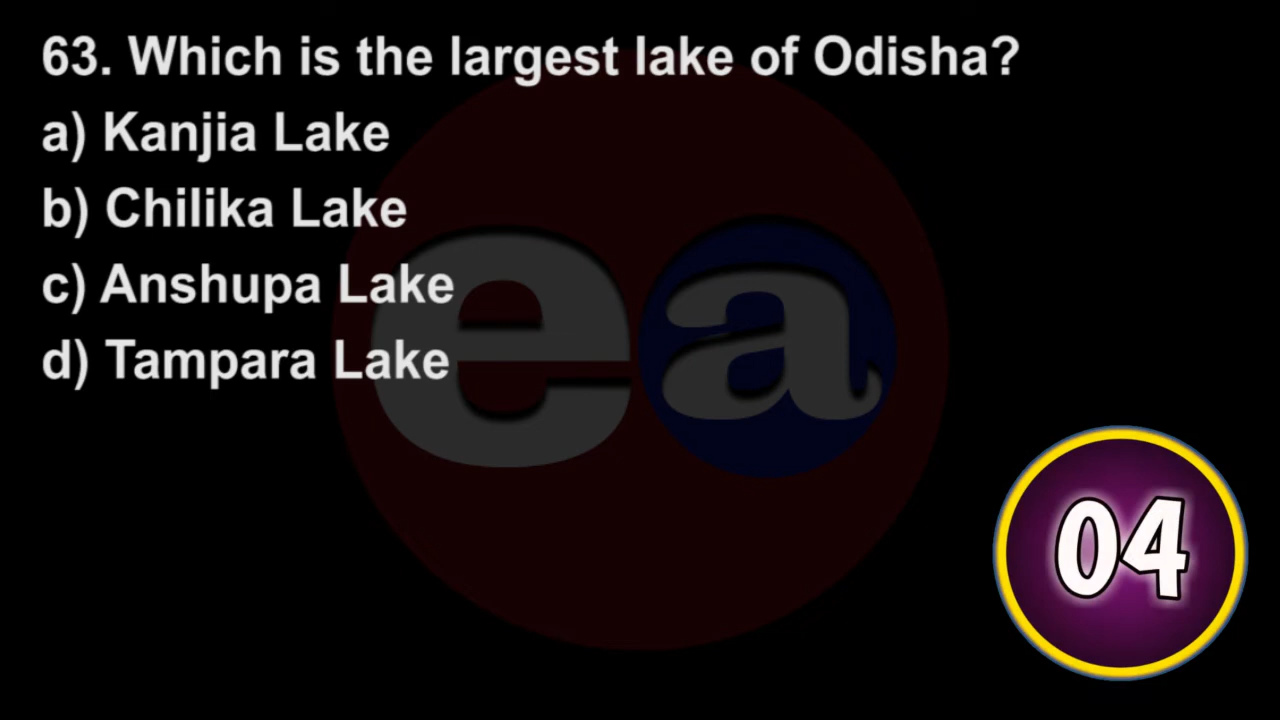 63. Which is the largest lake of Odisha?
a) Kanjia Lake
b) Chilika Lake
c) Anshupa Lake
d) Tampara Lake
ea
04